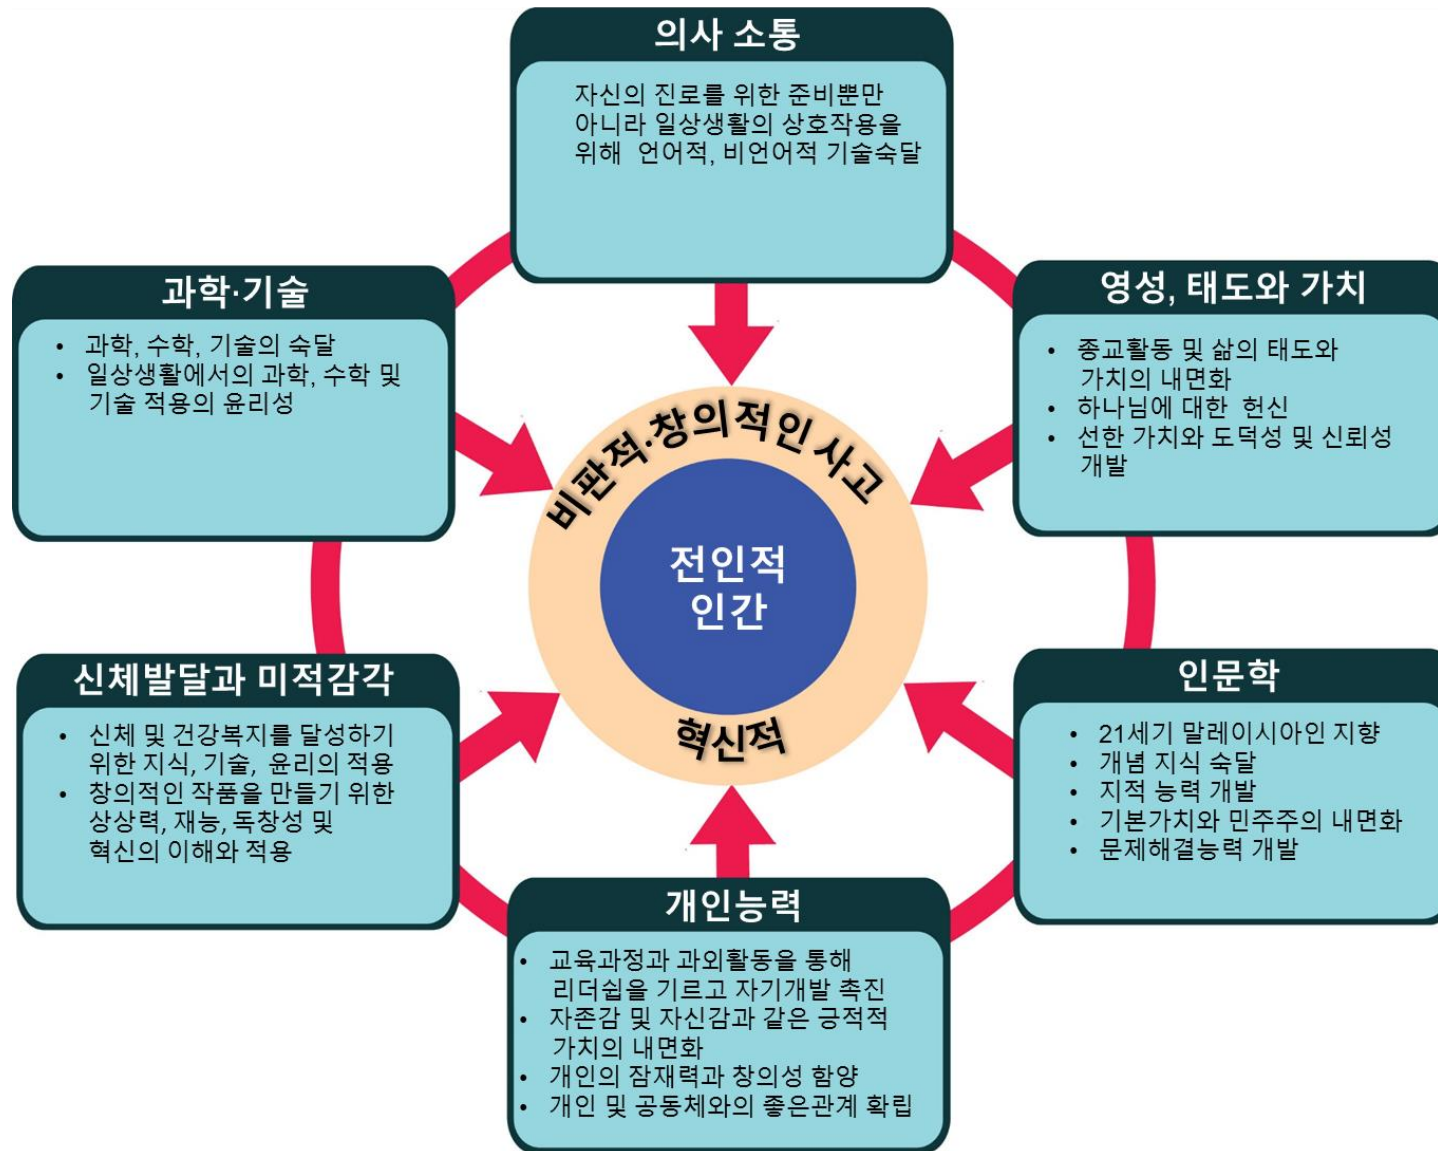 의사 소통
자신의 진로를 위한 준비뿐만
아니라 일상생활의 상호작용을
위해 언어적, 비언어적 기술숙달
과학·기술
• 과학, 수학, 기술의 숙달
• 일상생활에서의 과학, 수학 및
기술 적용의 윤리성
영성, 태도와 가치
• 종교활동 및 삶의 태도와
가치의 내면화
• 하나님에 대한 헌신
• 선한 가치와 도덕성 및 신뢰성
개발
비판적·창의적인 사고
전인적
인간
혁신적
신체발달과 미적감각
• 신체 및 건강복지를 달성하기
위한 지식, 기술, 윤리의 적용
• 창의적인 작품을 만들기 위한
상상력, 재능, 독창성 및
혁신의 이해와 적용
인문학
• 21세기 말레이시아인 지향
• 개념 지식 숙달
• 지적 능력 개발
• 기본가치와 민주주의 내면화
• 문제해결능력 개발
개인능력
• 교육과정과 과외활동을 통해
리더쉽을 기르고 자기개발 촉진
• 자존감 및 자신감과 같은 긍적적
가치의 내면화
• 개인의 잠재력과 창의성 함양
• 개인 및 공동체와의 좋은관계 확립